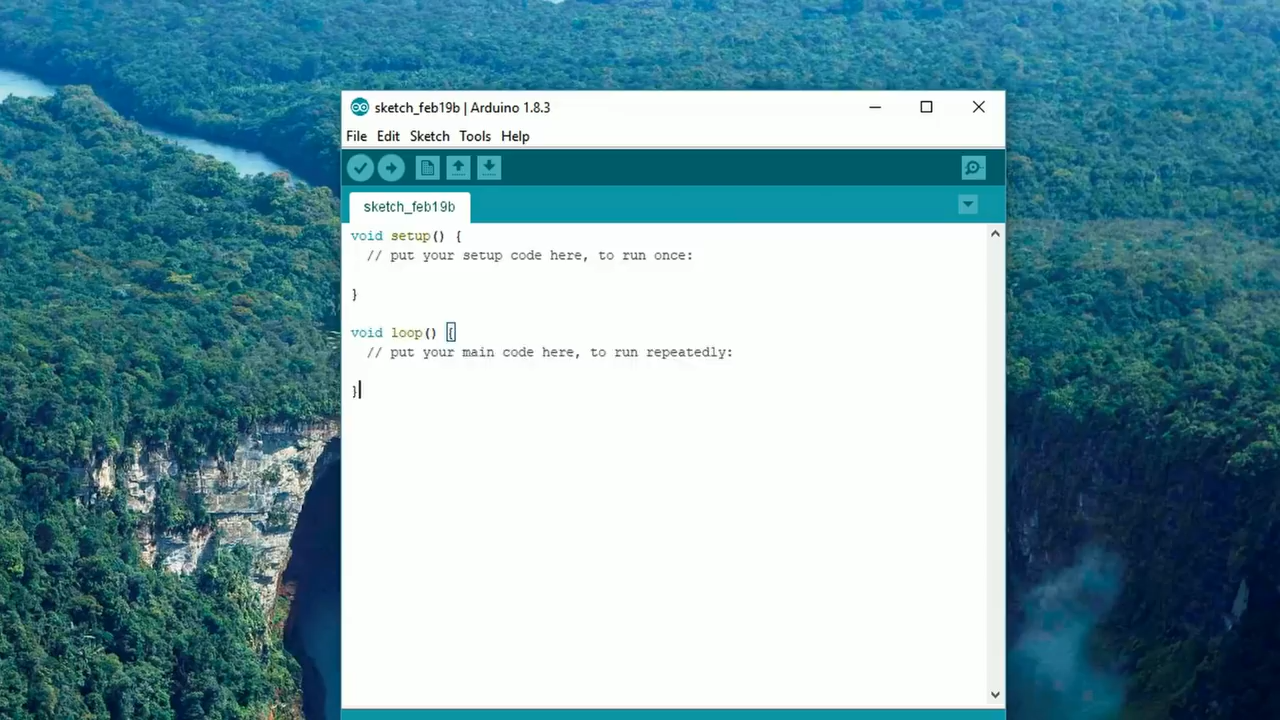 sketch_feb19b | Arduino 1.8.3
File Edit Sketch Tools Help
sketch_feb19b
void setup() {
  // put your setup code here, to run once:
}
void loop() {
  // put your main code here, to run repeatedly:
}